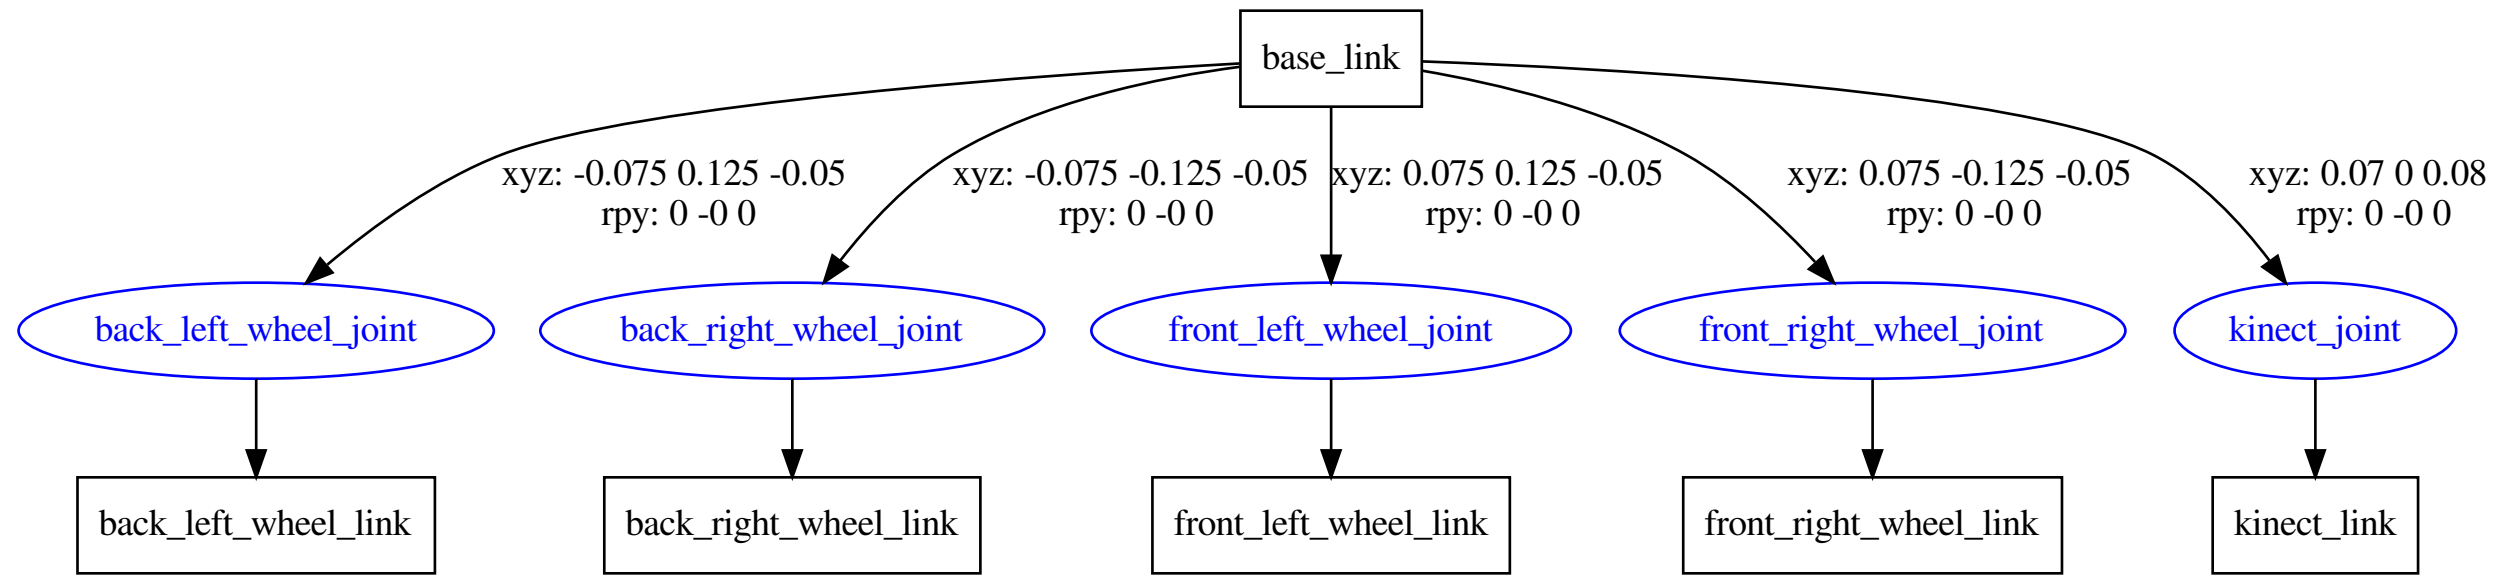 base_link
xyz: -0.075 0.125 -0.05
rpy: 0 -0 0
xyz: -0.075 -0.125 -0.05
rpy: 0 -0 0
xyz: 0.075 0.125 -0.05
rpy: 0 -0 0
xyz: 0.075 -0.125 -0.05
rpy: 0 -0 0
xyz: 0.07 0 0.08
rpy: 0 -0 0
back_left_wheel_joint
back_right_wheel_joint
front_left_wheel_joint
front_right_wheel_joint
kinect_joint
back_left_wheel_link
back_right_wheel_link
front_left_wheel_link
front_right_wheel_link
kinect_link